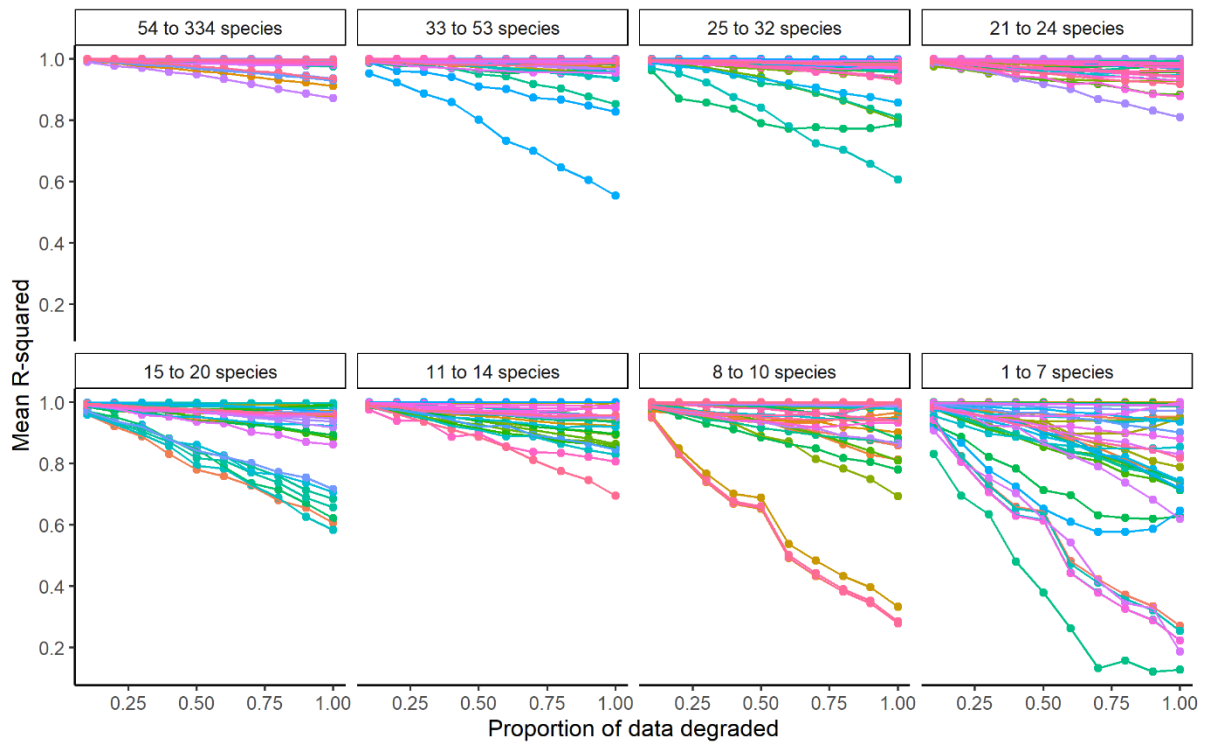 54 to 334 species
33 to 53 species
25 to 32 species
21 to 24 species
1.0
0.8
0.6
0.4
0.2
Mean R-squared
15 to 20 species
11 to 14 species
8 to 10 species
1 to 7 species
1.0
0.8
0.6
0.4
0.2
0.25 0.50 0.75 1.00
0.25 0.50 0.75 1.00
0.25 0.50 0.75 1.00
0.25 0.50 0.75 1.00
Proportion of data degraded